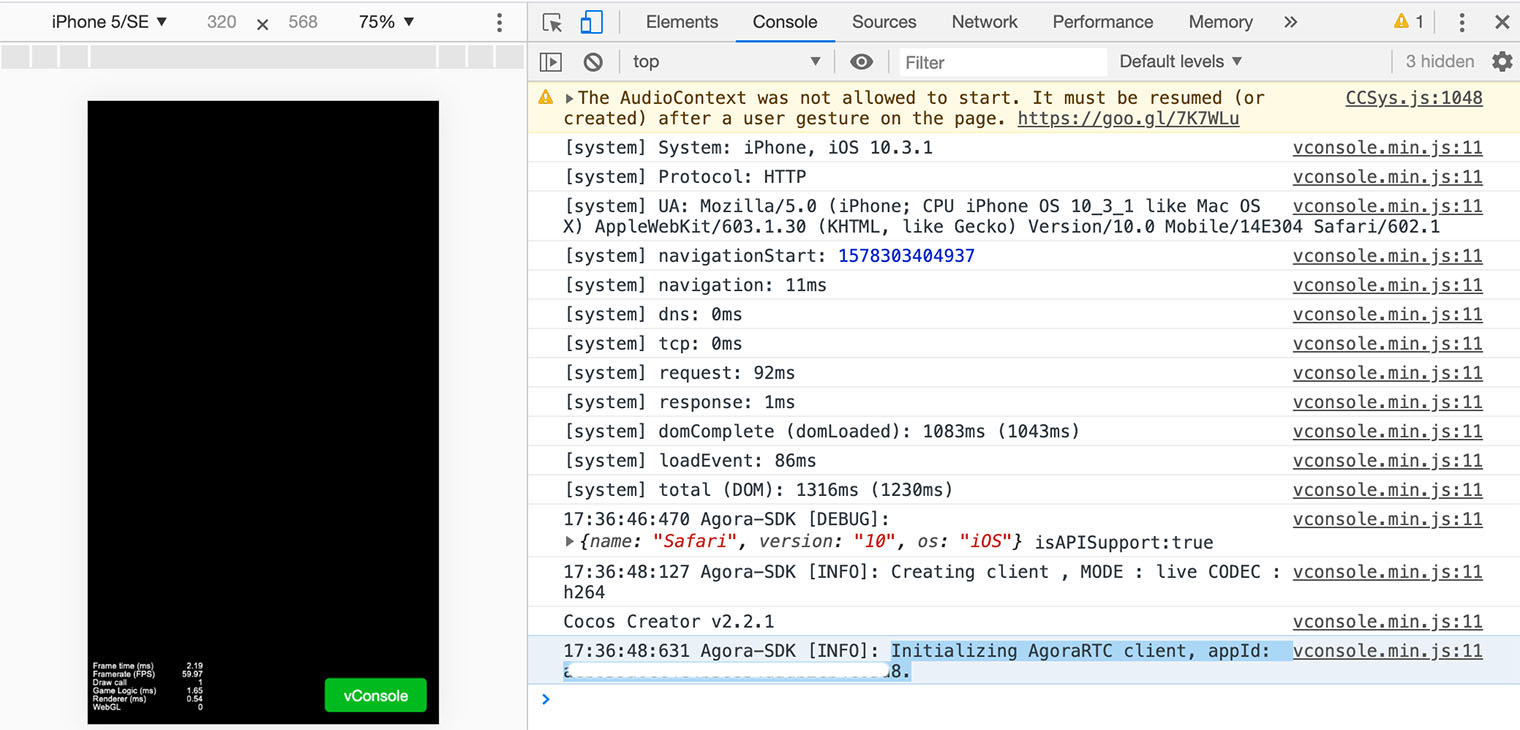 iPhone 5/SE ▼ 320 × 568 75% ▼
Elements Console Sources Network Performance Memory » 1
top ▼ Filter Default levels ▼ 3 hidden
The AudioContext was not allowed to start. It must be resumed (or CCSys.js:1048
created) after a user gesture on the page. https://goo.gl/7K7WLu
[system] System: iPhone, iOS 10.3.1 vconsole.min.js:11
[system] Protocol: HTTP vconsole.min.js:11
[system] UA: Mozilla/5.0 (iPhone; CPU iPhone OS 10_3_1 like Mac OS vconsole.min.js:11
X) AppleWebKit/603.1.30 (KHTML, like Gecko) Version/10.0 Mobile/14E304 Safari/602.1
[system] navigationStart: 1578303404937 vconsole.min.js:11
[system] navigation: 11ms vconsole.min.js:11
[system] dns: 0ms vconsole.min.js:11
[system] tcp: 0ms vconsole.min.js:11
[system] request: 92ms vconsole.min.js:11
[system] response: 1ms vconsole.min.js:11
[system] domComplete (domLoaded): 1083ms (1043ms) vconsole.min.js:11
[system] loadEvent: 86ms vconsole.min.js:11
[system] total (DOM): 1316ms (1230ms) vconsole.min.js:11
17:36:46:470 Agora-SDK [DEBUG]: vconsole.min.js:11
{name: "Safari", version: "10", os: "iOS"} isAPISupport:true
17:36:48:127 Agora-SDK [INFO]: Creating client , MODE : live CODEC : vconsole.min.js:11
h264
Cocos Creator v2.2.1 vconsole.min.js:11
17:36:48:631 Agora-SDK [INFO]: Initializing AgoraRTC client, appId: vconsole.min.js:11
8.
Frame time (ms) 2.19
Framerate (FPS) 59.97
Draw call 1
Game Logic (ms) 1.65
Renderer (ms) 0.54
WebGL 0
vConsole